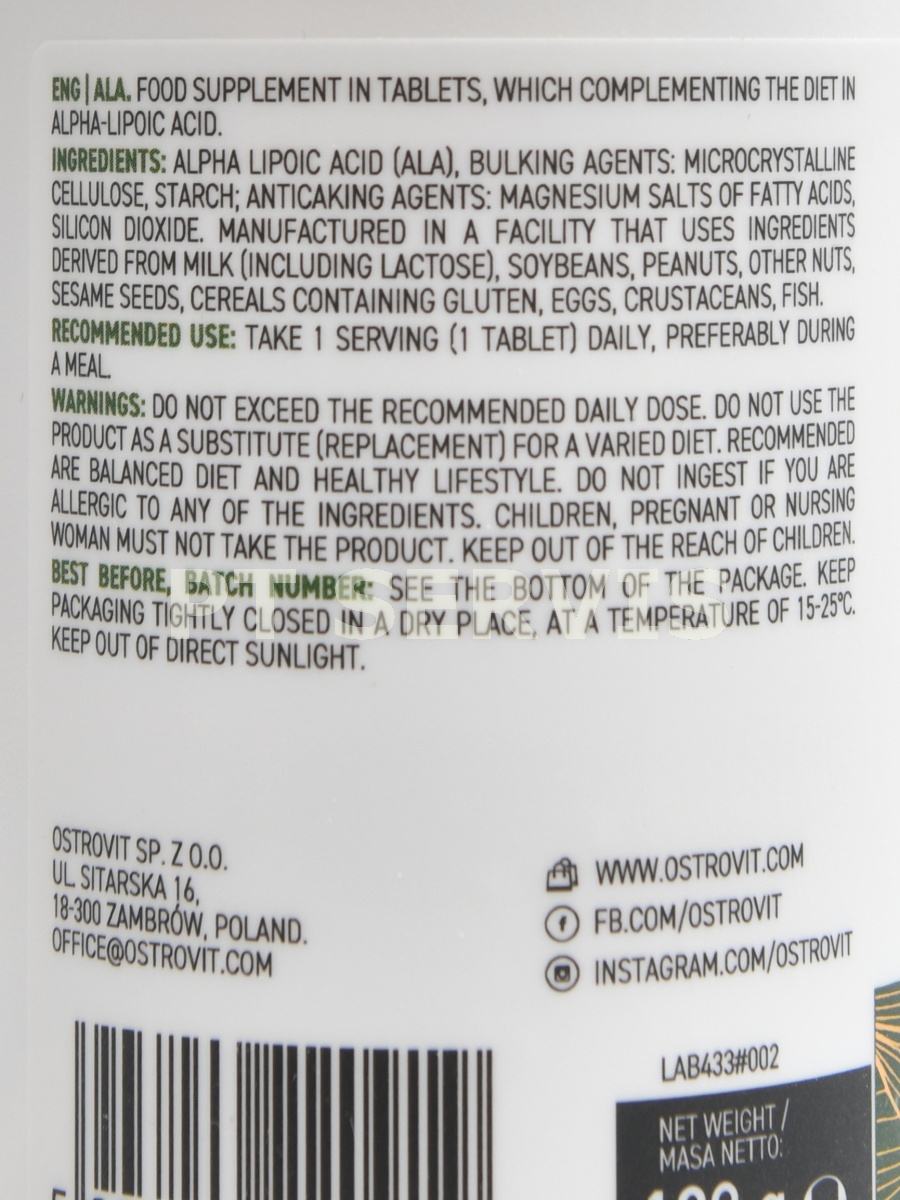 ENG | ALA. FOOD SUPPLEMENT IN TABLETS, WHICH COMPLEMENTING THE DIET IN
ALPHA-LIPOIC ACID.
INGREDIENTS: ALPHA LIPOIC ACID (ALA), BULKING AGENTS: MICROCRYSTALLINE
CELLULOSE, STARCH; ANTICAKING AGENTS: MAGNESIUM SALTS OF FATTY ACIDS,
SILICON DIOXIDE. MANUFACTURED IN A FACILITY THAT USES INGREDIENTS
DERIVED FROM MILK (INCLUDING LACTOSE), SOYBEANS, PEANUTS, OTHER NUTS,
SESAME SEEDS, CEREALS CONTAINING GLUTEN, EGGS, CRUSTACEANS, FISH.
RECOMMENDED USE: TAKE 1 SERVING (1 TABLET) DAILY, PREFERABLY DURING
A MEAL.
WARNINGS: DO NOT EXCEED THE RECOMMENDED DAILY DOSE. DO NOT USE THE
PRODUCT AS A SUBSTITUTE (REPLACEMENT) FOR A VARIED DIET. RECOMMENDED
ARE BALANCED DIET AND HEALTHY LIFESTYLE. DO NOT INGEST IF YOU ARE
ALLERGIC TO ANY OF THE INGREDIENTS. CHILDREN, PREGNANT OR NURSING
WOMAN MUST NOT TAKE THE PRODUCT. KEEP OUT OF THE REACH OF CHILDREN.
BEST BEFORE, BATCH NUMBER: SEE THE BOTTOM OF THE PACKAGE. KEEP
PACKAGING TIGHTLY CLOSED IN A DRY PLACE, AT A TEMPERATURE OF 15-25°C.
KEEP OUT OF DIRECT SUNLIGHT.
PT SERVIS
OSTROVIT SP. Z O.O.
UL. SITARSKA 16,
18-300 ZAMBRÓW, POLAND.
OFFICE@OSTROVIT.COM
WWW.OSTROVIT.COM
FB.COM/OSTROVIT
INSTAGRAM.COM/OSTROVIT
LAB433#002
NET WEIGHT /
MASA NETTO: